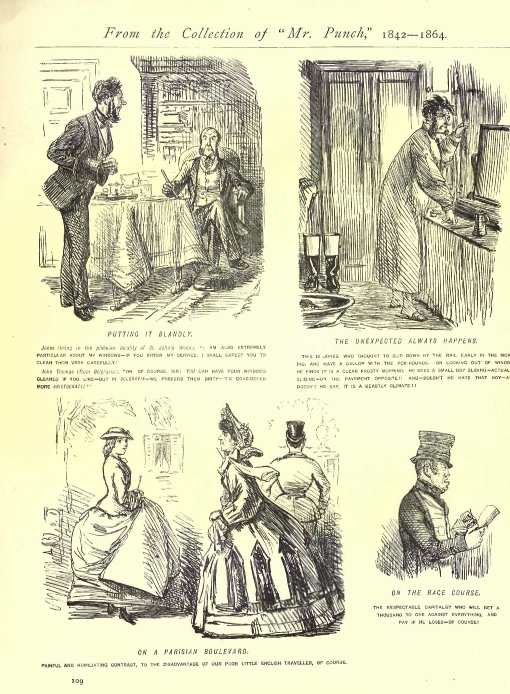 From the Collection of "Mr. Punch," 1842—1864.
PUTTING IT BLANDLY.
Jones (living in the plebeian locality of St. John's Wood). "I AM ALSO EXTREMELY
PARTICULAR ABOUT MY WINDOWS—IF YOU ENTER MY SERVICE, I SHALL EXPECT YOU TO
CLEAN THEM VERY CAREFULLY."
John Thomas (from Belgravia). "OH, OF COURSE, SIR! YOU CAN HAVE YOUR WINDOWS
CLEANED IF YOU LIKE—BUT IN BELGRAVIA—WE PREFERS THEM DIRTY—IT'S CONSIDERED
MORE ARISTOCRATIC!"
THE UNEXPECTED ALWAYS HAPPENS.
THIS IS JONES, WHO THOUGHT TO SLIP DOWN BY THE RAIL EARLY IN THE MOR
ING AND HAVE A GALLOP WITH THE FOX-HOUNDS. ON LOOKING OUT OF WINDOW
HE FINDS IT IS A CLEAR FROSTY MORNING. HE SEES A SMALL BOY SLIDING—ACTUAL
SLIDING—ON THE PAVEMENT OPPOSITE!! AND—DOESN'T HE HATE THAT BOY—A
DOESN'T HE SAY, IT IS A BEASTLY CLIMATE!!
ON A PARISIAN BOULEVARD.
PAINFUL AND HUMILIATING CONTRAST, TO THE DISADVANTAGE OF OUR POOR LITTLE ENGLISH TRAVELLER, OF COURSE.
ON THE RACE COURSE.
THE RESPECTABLE CAPITALIST WHO WILL BET A
THOUSAND TO ONE AGAINST EVERYTHING, AND
PAY IF HE LOSES—OF COURSE!
109